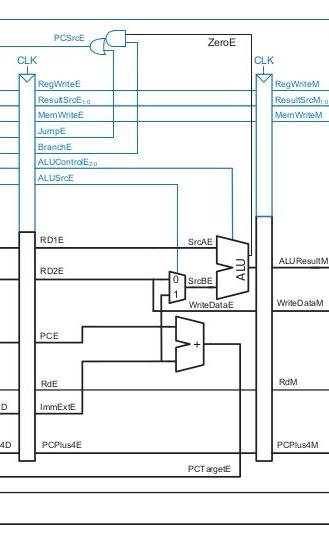 PCSrcE
ZeroE
CLK
CLK
RegWriteE
RegWriteM
ResultSrcE1:0
ResultSrcM1:0
MemWriteE
MemWriteM
JumpE
BranchE
ALUControlE2:0
ALUSrcE
RD1E
SrcAE
ALU
ALUResultM
RD2E
0
SrcBE
1
WriteDataE
WriteDataM
PCE
+
RdE
RdM
D
ImmExtE
4D
PCPlus4E
PCPlus4M
PCTargetE